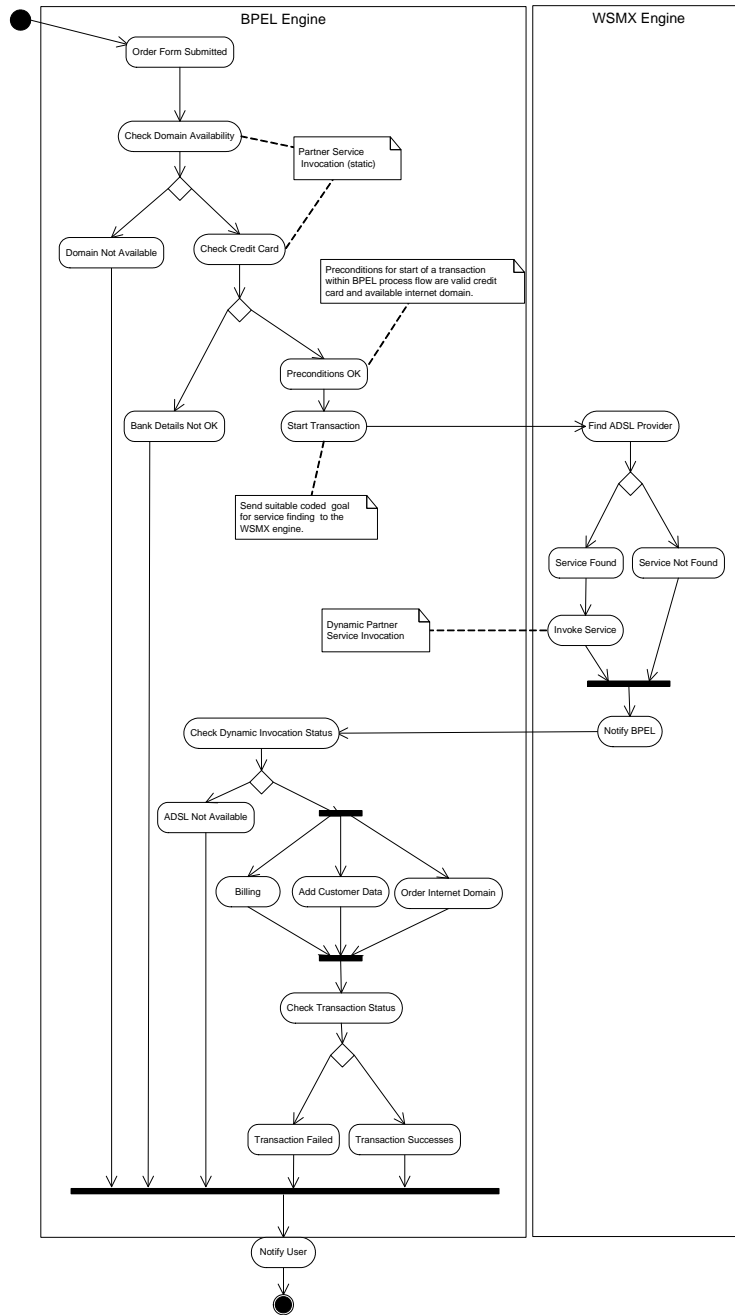 BPEL Engine
WSMX Engine
Order Form Submitted
Check Domain Availability
Partner Service
Invocation (static)
Domain Not Available
Check Credit Card
Preconditions for start of a transaction
within BPEL process flow are valid credit
card and available internet domain.
Preconditions OK
Bank Details Not OK
Start Transaction
Find ADSL Provider
Send suitable coded goal
for service finding to the
WSMX engine.
Service Found
Service Not Found
Dynamic Partner
Service Invocation
Invoke Service
Notify BPEL
Check Dynamic Invocation Status
ADSL Not Available
Billing
Add Customer Data
Order Internet Domain
Check Transaction Status
Transaction Failed
Transaction Successes
Notify User